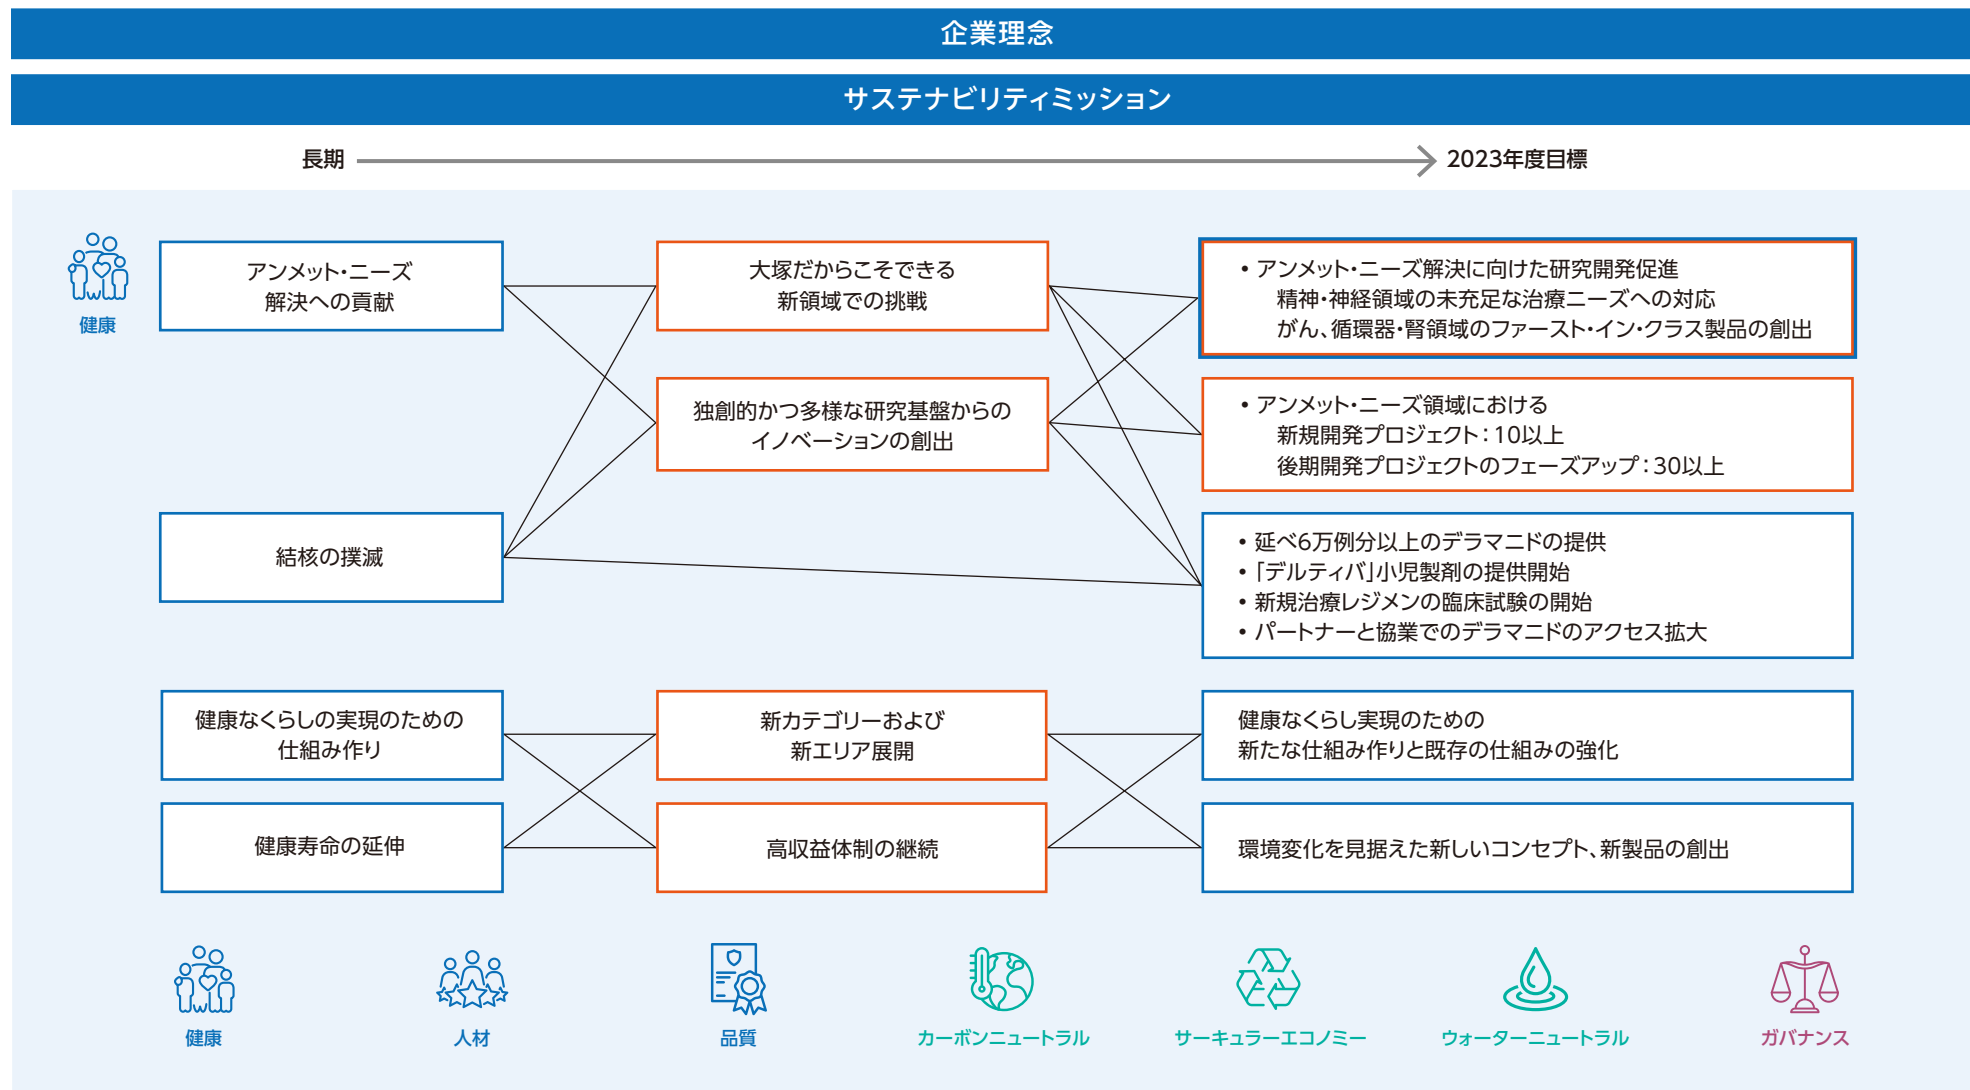 企業理念
サステナビリティミッション
長期
2023年度目標
健康
アンメット・ニーズ
解決への貢献
大塚だからこそできる
新領域での挑戦
• アンメット・ニーズ解決に向けた研究開発促進
精神・神経領域の未充足な治療ニーズへの対応
がん、循環器・腎領域のファースト・イン・クラス製品の創出
独創的かつ多様な研究基盤からの
イノベーションの創出
• アンメット・ニーズ領域における
新規開発プロジェクト：10以上
後期開発プロジェクトのフェーズアップ：30以上
結核の撲滅
• 延べ6万例分以上のデラマニドの提供
• 「デルティバ」小児製剤の提供開始
• 新規治療レジメンの臨床試験の開始
• パートナーと協業でのデラマニドのアクセス拡大
健康なくらしの実現のための
仕組み作り
新カテゴリーおよび
新エリア展開
健康なくらし実現のための
新たな仕組み作りと既存の仕組みの強化
健康寿命の延伸
高収益体制の継続
環境変化を見据えた新しいコンセプト、新製品の創出
健康
人材
品質
カーボンニュートラル
サーキュラーエコノミー
ウォーターニュートラル
ガバナンス